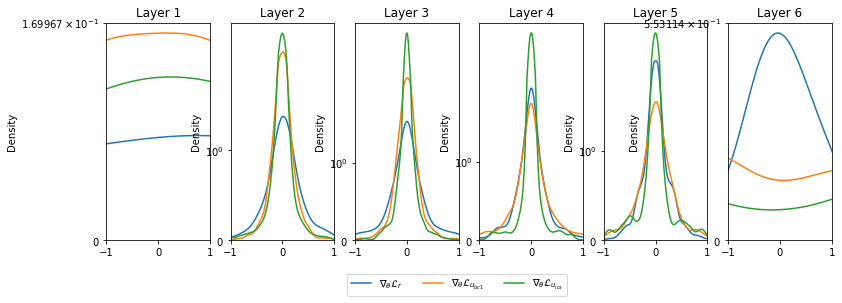 Layer 1
Layer 2
Layer 3
Layer 4
Layer 5
Layer 6
1.69967 × 10⁻¹
5.53114 × 10⁻¹
Density
Density
Density
Density
Density
Density
10⁰
10⁰
10⁰
10⁰
0
0
0
0
0
0
−1 0 1
−1 0 1
−1 0 1
−1 0 1
−1 0 1
−1 0 1
∇θℒr ∇θℒu_bc1 ∇θℒu_ics